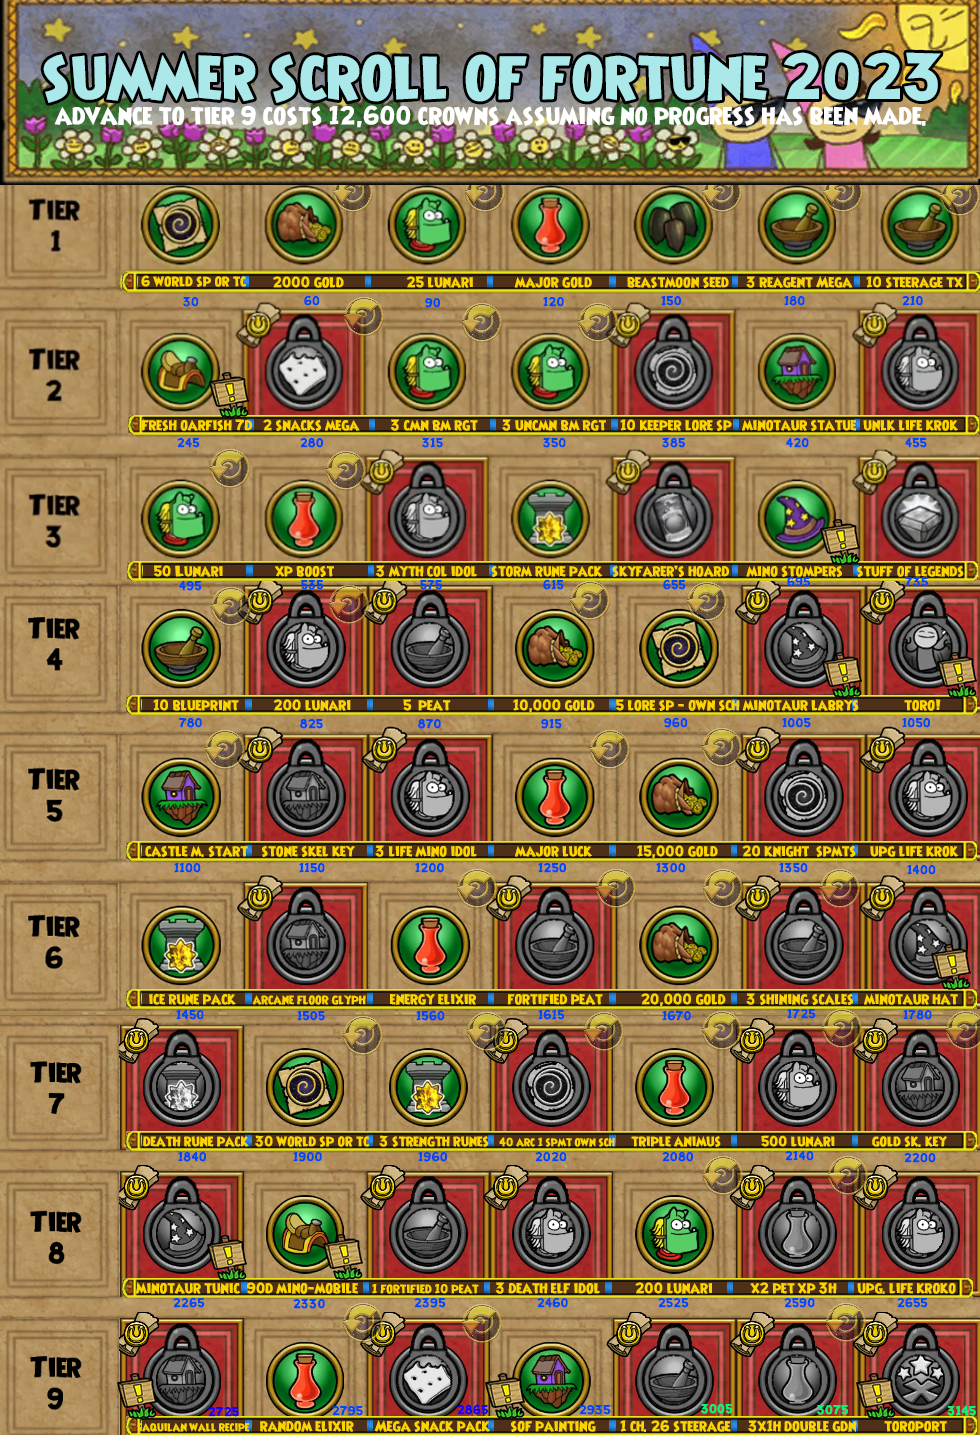 SUMMER SCROLL OF FORTUNE 2023
ADVANCE TO TIER 9 COSTS 12,600 CROWNS ASSUMING NO PROGRESS HAS BEEN MADE.
TIER 1
6 WORLD SP OR TC 2000 GOLD 25 LUNARI MAJOR GOLD BEASTMOON SEED 3 REAGENT MEGA 10 STEERAGE TX
30 60 90 120 150 180 210
TIER 2
FRESH OARFISH 7D 2 SNACKS MEGA 3 CMN BM RGT 3 UNCMN BM RGT 10 KEEPER LORE SP MINOTAUR STATUE UNLK LIFE KROK
245 280 315 350 385 420 455
TIER 3
50 LUNARI XP BOOST 3 MYTH COL IDOL STORM RUNE PACK SKYFARER'S HOARD MINO STOMPERS STUFF OF LEGENDS
495 535 575 615 655 695 735
TIER 4
10 BLUEPRINT 200 LUNARI 5 PEAT 10,000 GOLD 5 LORE SP - OWN SCH MINOTAUR LABRYS TORO!
780 825 870 915 960 1005 1050
TIER 5
CASTLE M. START STONE SKEL KEY 3 LIFE MINO IDOL MAJOR LUCK 15,000 GOLD 20 KNIGHT SPMTS UPG LIFE KROK
1100 1150 1200 1250 1300 1350 1400
TIER 6
ICE RUNE PACK ARCANE FLOOR GLYPH ENERGY ELIXIR FORTIFIED PEAT 20,000 GOLD 3 SHINING SCALES MINOTAUR HAT
1450 1505 1560 1615 1670 1725 1780
TIER 7
DEATH RUNE PACK 30 WORLD SP OR TC 3 STRENGTH RUNES 40 ARC 1 SPMT OWN SCH TRIPLE ANIMUS 500 LUNARI GOLD SK. KEY
1840 1900 1960 2020 2080 2140 2200
TIER 8
MINOTAUR TUNIC 90D MINO-MOBILE 1 FORTIFIED 10 PEAT 3 DEATH ELF IDOL 200 LUNARI X2 PET XP 3H UPG. LIFE KROKO
2265 2330 2395 2460 2525 2590 2655
TIER 9
2725 2795 2865 2935 3005 3075 3145
AQUILAN WALL RECIPE RANDOM ELIXIR MEGA SNACK PACK SOF PAINTING 1 CH, 26 STEERAGE 3X1H DOUBLE GDN TOROPORT